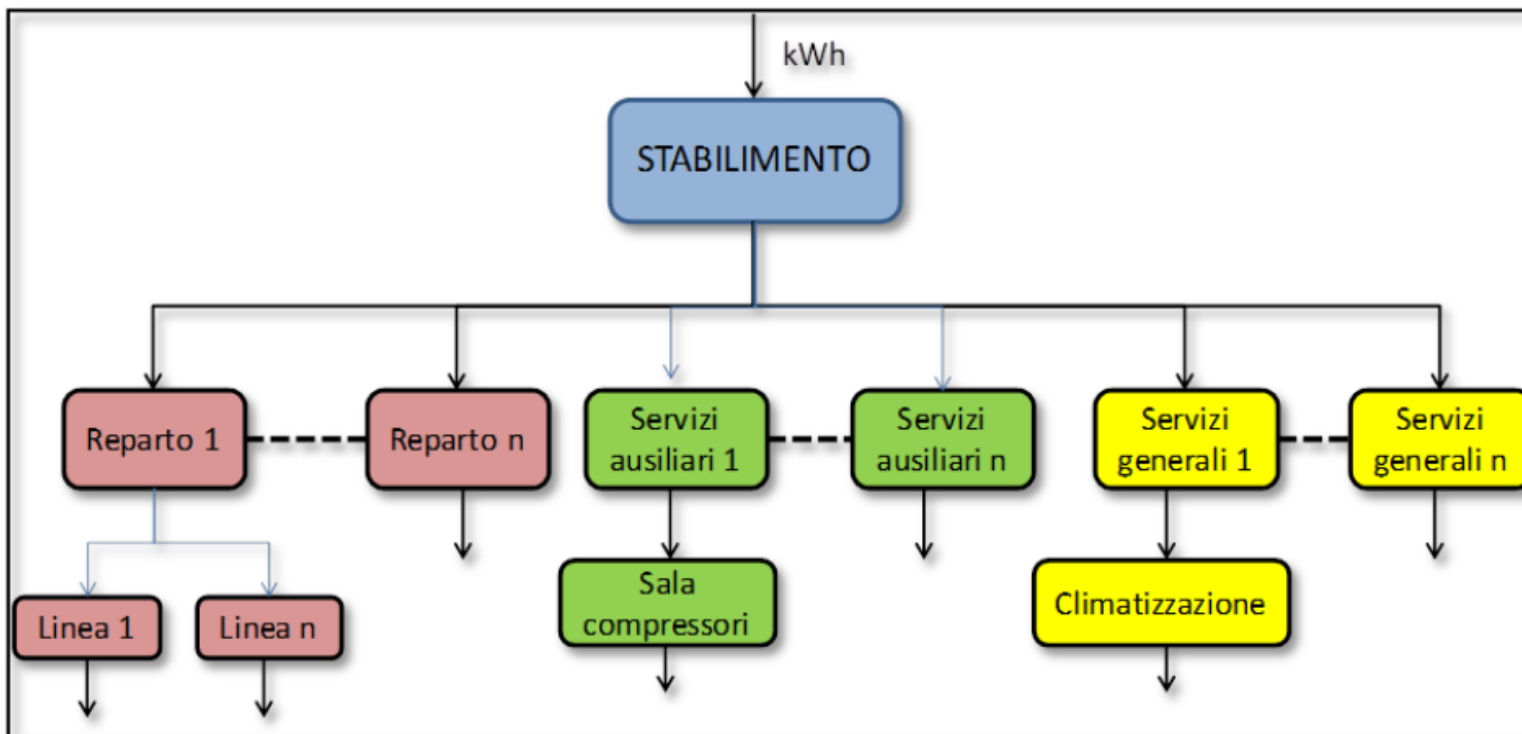 kWh
STABILIMENTO
Reparto 1
Reparto n
Servizi
ausiliari 1
Servizi
ausiliari n
Servizi
generali 1
Servizi
generali n
Linea 1
Linea n
Sala
compressori
Climatizzazione